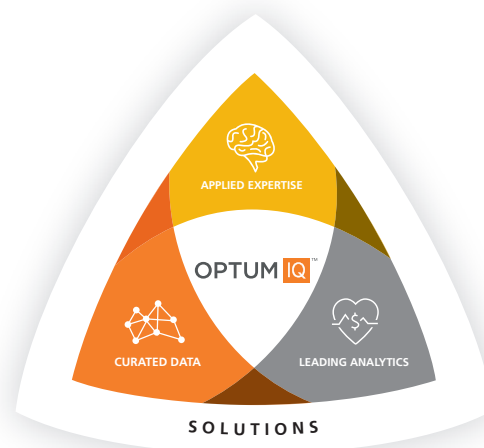 APPLIED EXPERTISE
OPTUM IQ™
CURATED DATA
LEADING ANALYTICS
SOLUTIONS